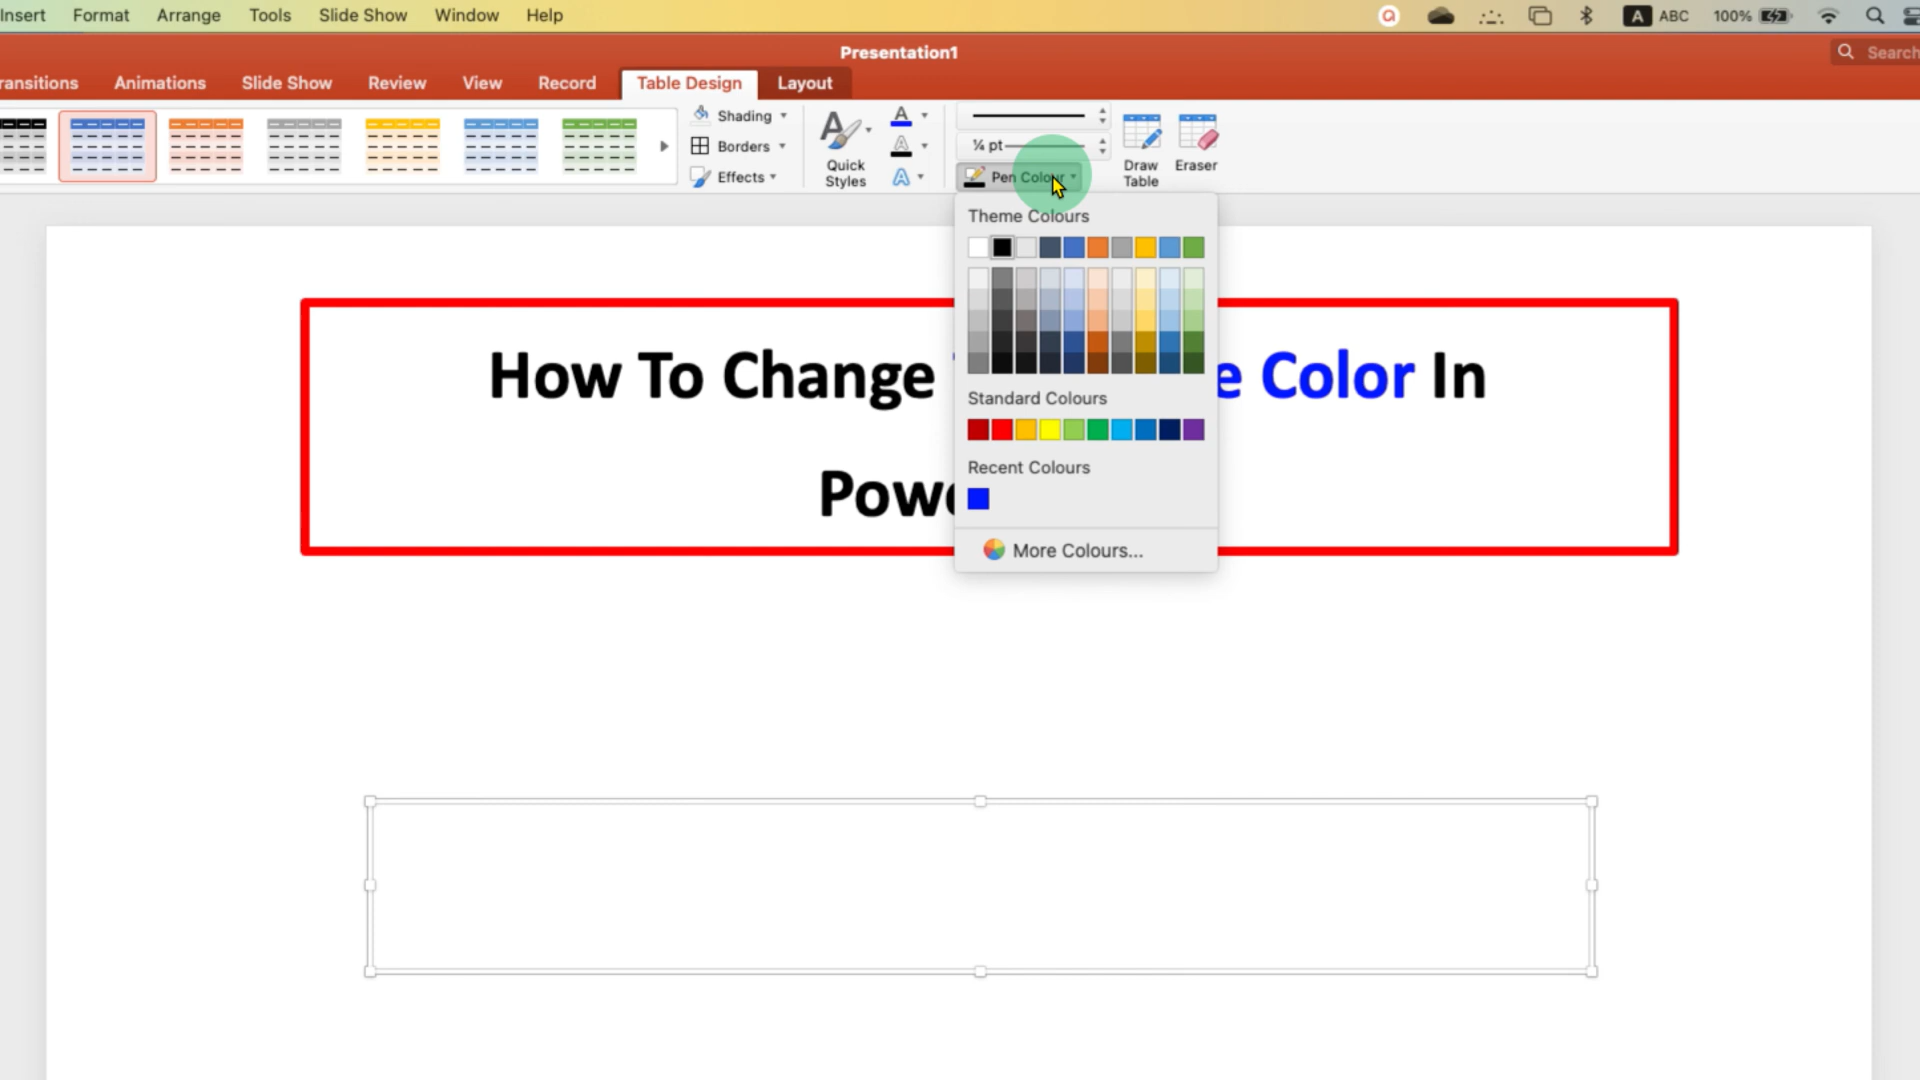 Insert Format Arrange Tools Slide Show Window Help A ABC 100%
Presentation1
Search
ransitions Animations Slide Show Review View Record Table Design Layout
Shading
Borders
Effects
Quick
Styles
¼ pt
Pen Colour
Draw
Table
Eraser
Theme Colours
Standard Colours
Recent Colours
More Colours...
How To Change e Color In
Powe